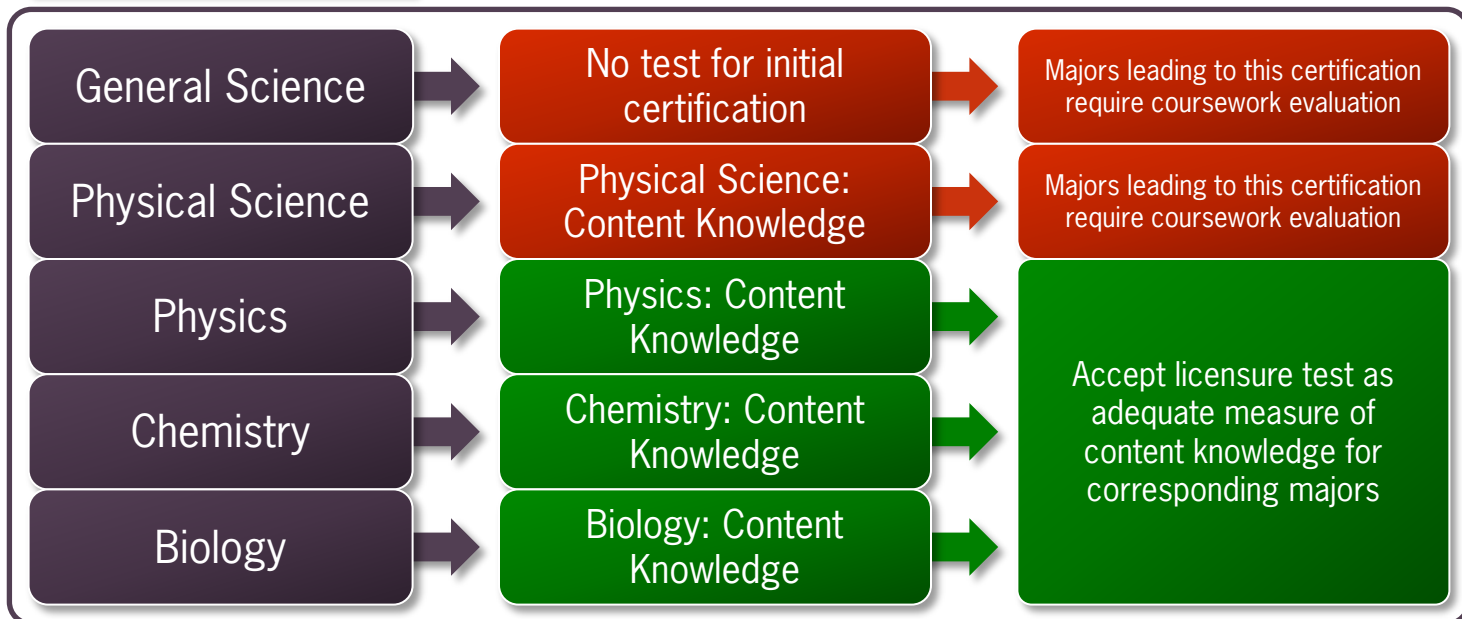 General Science
No test for initial
certification
Majors leading to this certification
require coursework evaluation
Physical Science
Physical Science:
Content Knowledge
Majors leading to this certification
require coursework evaluation
Physics
Physics: Content
Knowledge
Chemistry
Chemistry: Content
Knowledge
Biology
Biology: Content
Knowledge
Accept licensure test as
adequate measure of
content knowledge for
corresponding majors